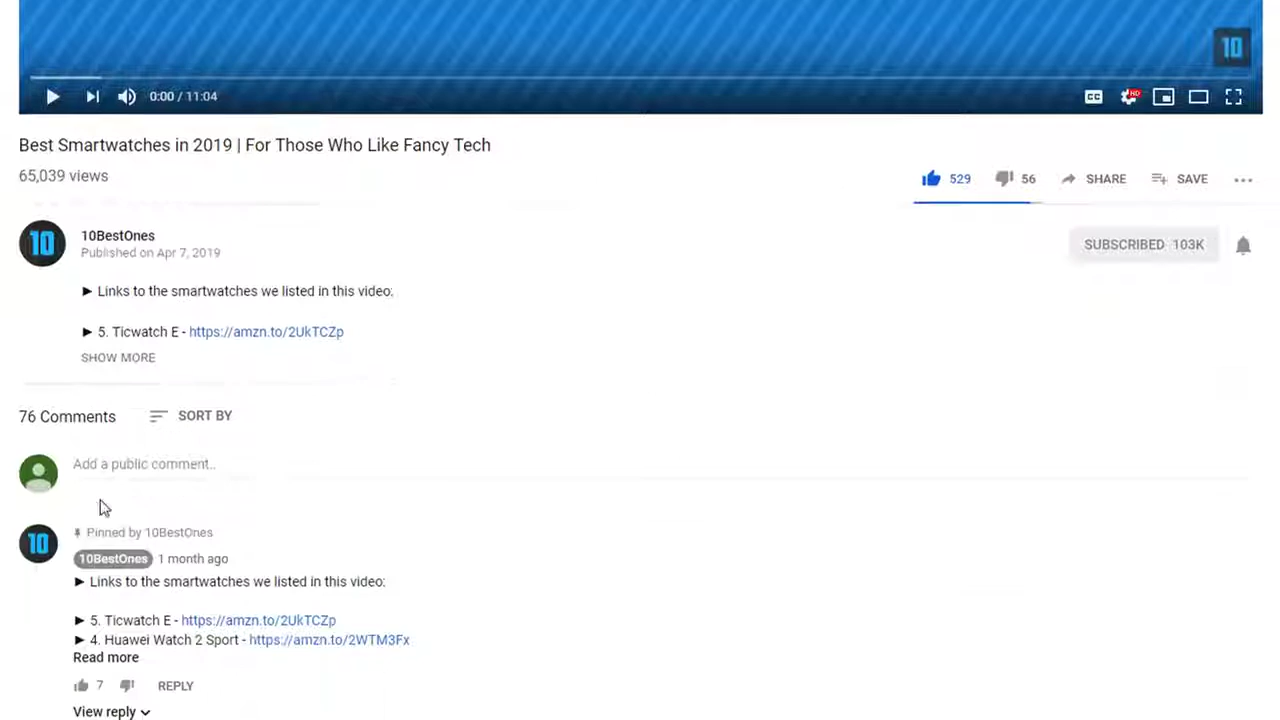 10
0:00 / 11:04
CC
HD
Best Smartwatches in 2019 | For Those Who Like Fancy Tech
65,039 views
529
56
SHARE
SAVE
10
10BestOnes
Published on Apr 7, 2019
SUBSCRIBED 103K
► Links to the smartwatches we listed in this video:
► 5. Ticwatch E - https://amzn.to/2UkTCZp
SHOW MORE
76 Comments
SORT BY
Add a public comment..
10
Pinned by 10BestOnes
10BestOnes 1 month ago
► Links to the smartwatches we listed in this video:
► 5. Ticwatch E - https://amzn.to/2UkTCZp
► 4. Huawei Watch 2 Sport - https://amzn.to/2WTM3Fx
Read more
7
REPLY
View reply